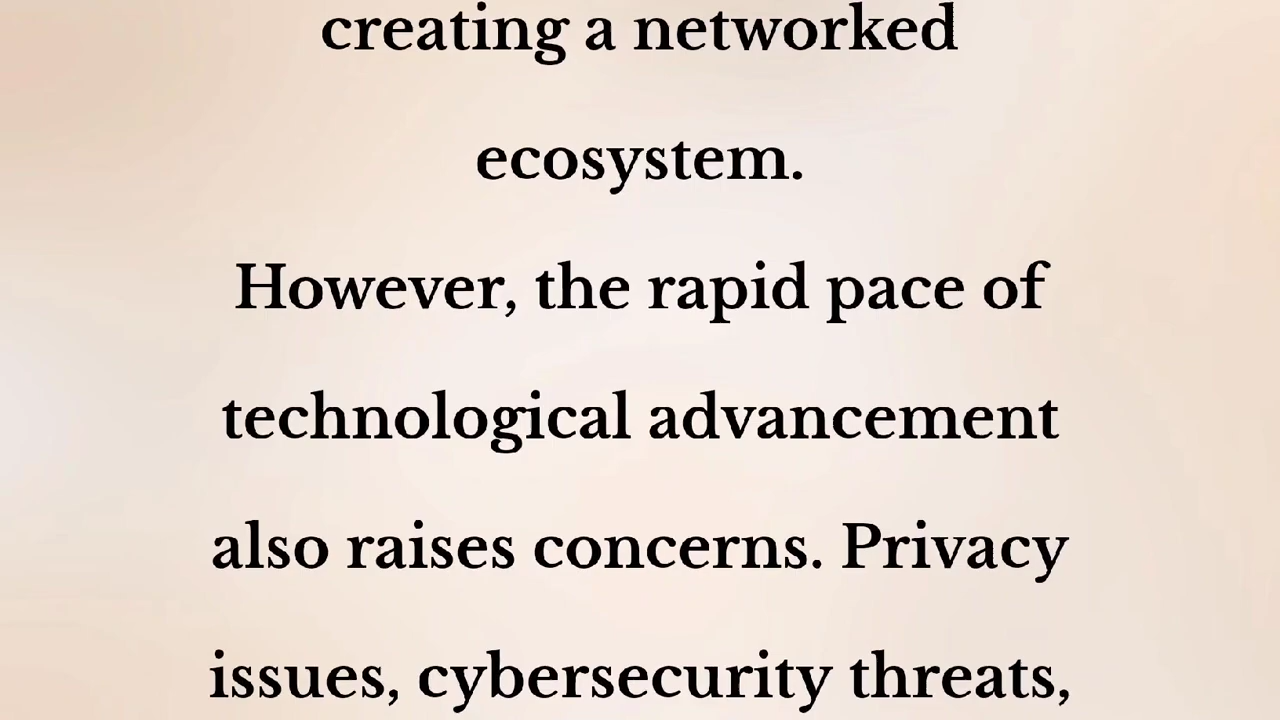 creating a networked
ecosystem.
However, the rapid pace of
technological advancement
also raises concerns. Privacy
issues, cybersecurity threats,